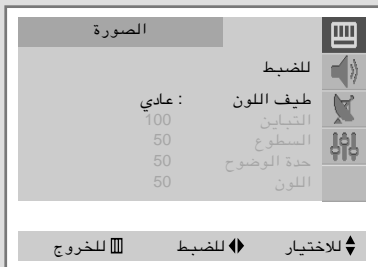 الصورة
للضبط
طيف اللون : عادي
التباين 100
السطوع 50
حدة الوضوح 50
اللون 50
للاختيار للضبط للخروج